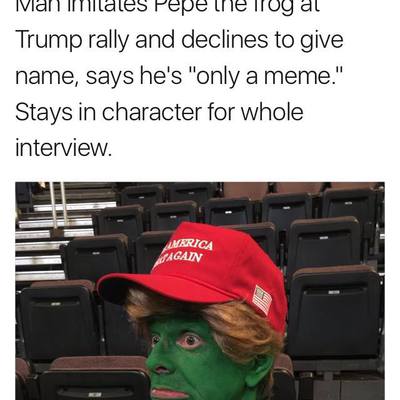 Man imitates Pepe the frog at
Trump rally and declines to give
name, says he's "only a meme."
Stays in character for whole
interview.
AMERICA
AGAIN